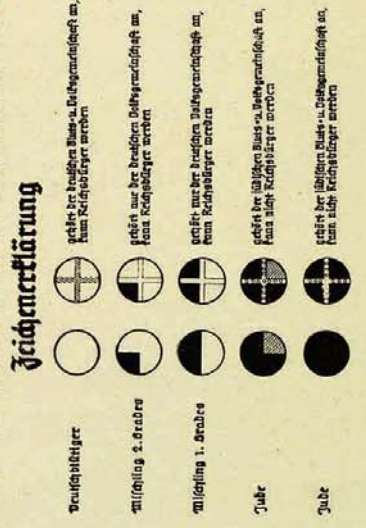 Zeichenerklärung
Deutschblütiger
gehört der deutschen Bluts- u. Volksgemeinschaft an,
kann Reichsbürger werden
Mischling 2. Grades
gehört nur der deutschen Volksgemeinschaft an,
kann Reichsbürger werden
Mischling 1. Grades
gehört nur der deutschen Volksgemeinschaft an,
kann Reichsbürger werden
Jude
gehört der jüdischen Bluts- u. Volksgemeinschaft an,
kann nicht Reichsbürger werden
Jude
gehört der jüdischen Bluts- u. Volksgemeinschaft an,
kann nicht Reichsbürger werden